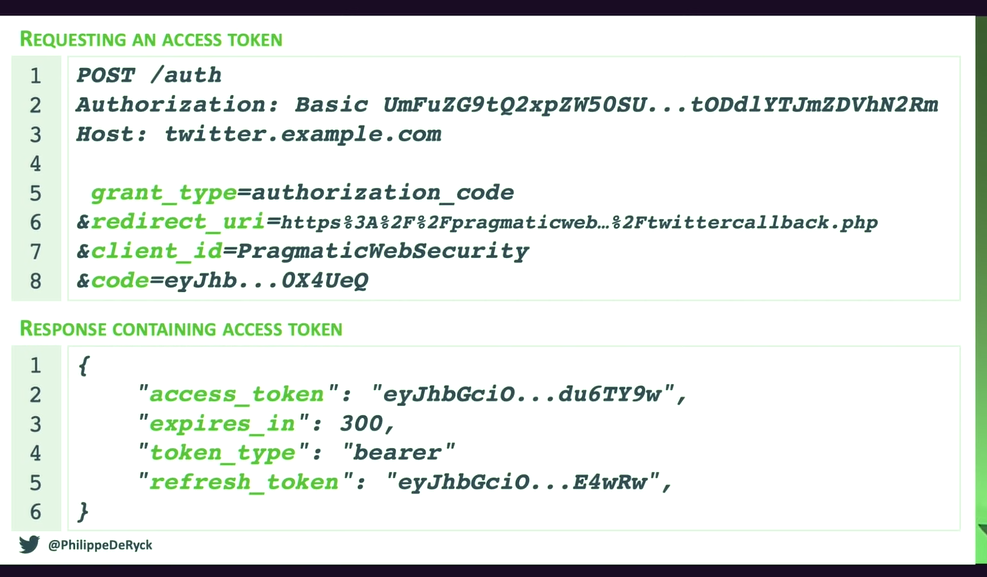 REQUESTING AN ACCESS TOKEN
1 POST /auth
2 Authorization: Basic UmFuZG9tQ2xpZW50SU...tODdlYTJmZDVhN2Rm
3 Host: twitter.example.com
4
5 grant_type=authorization_code
6 &redirect_uri=https%3A%2F%2Fpragmaticweb…%2Ftwittercallback.php
7 &client_id=PragmaticWebSecurity
8 &code=eyJhb...0X4UeQ
RESPONSE CONTAINING ACCESS TOKEN
1 {
2 "access_token": "eyJhbGciO...du6TY9w",
3 "expires_in": 300,
4 "token_type": "bearer"
5 "refresh_token": "eyJhbGciO...E4wRw",
6 }
@PhilippeDeRyck